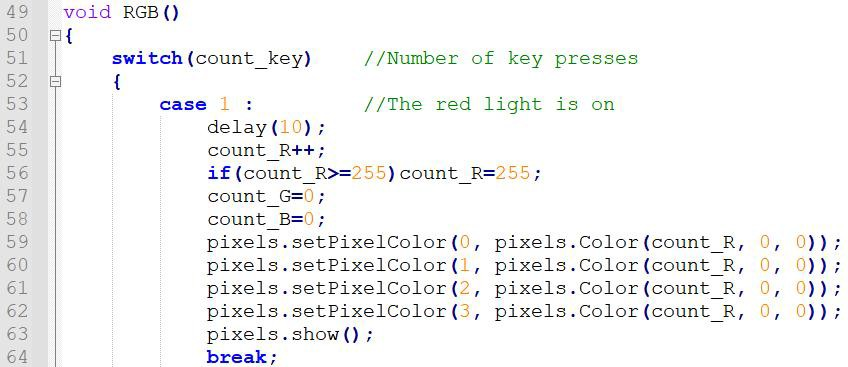 49 void RGB()
50 {
51     switch(count_key)    //Number of key presses
52     {
53         case 1 :         //The red light is on
54             delay(10);
55             count_R++;
56             if(count_R>=255)count_R=255;
57             count_G=0;
58             count_B=0;
59             pixels.setPixelColor(0, pixels.Color(count_R, 0, 0));
60             pixels.setPixelColor(1, pixels.Color(count_R, 0, 0));
61             pixels.setPixelColor(2, pixels.Color(count_R, 0, 0));
62             pixels.setPixelColor(3, pixels.Color(count_R, 0, 0));
63             pixels.show();
64             break;